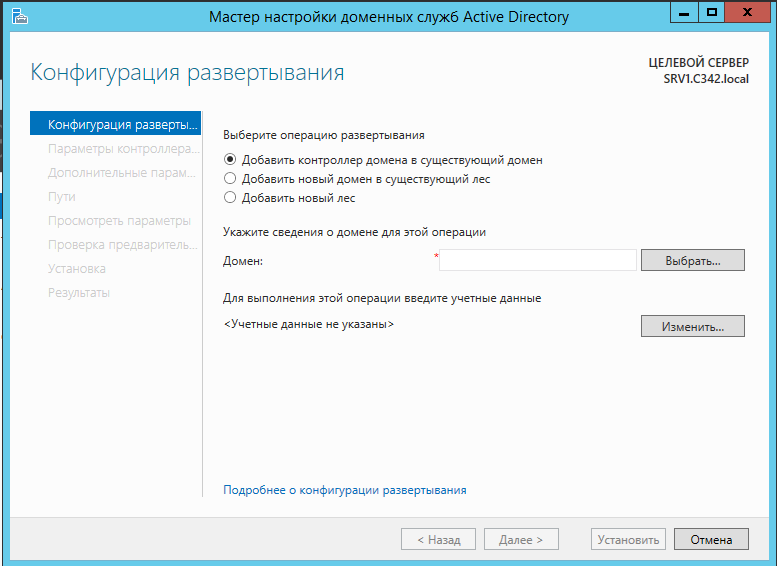 Мастер настройки доменных служб Active Directory
Конфигурация развертывания
ЦЕЛЕВОЙ СЕРВЕР
SRV1.C342.local
Конфигурация разверты...
Параметры контроллера...
Дополнительные парам...
Пути
Просмотреть параметры
Проверка предваритель...
Установка
Результаты
Выберите операцию развертывания
Добавить контроллер домена в существующий домен
Добавить новый домен в существующий лес
Добавить новый лес
Укажите сведения о домене для этой операции
Домен: * Выбрать...
Для выполнения этой операции введите учетные данные
<Учетные данные не указаны> Изменить...
Подробнее о конфигурации развертывания
< Назад Далее > Установить Отмена